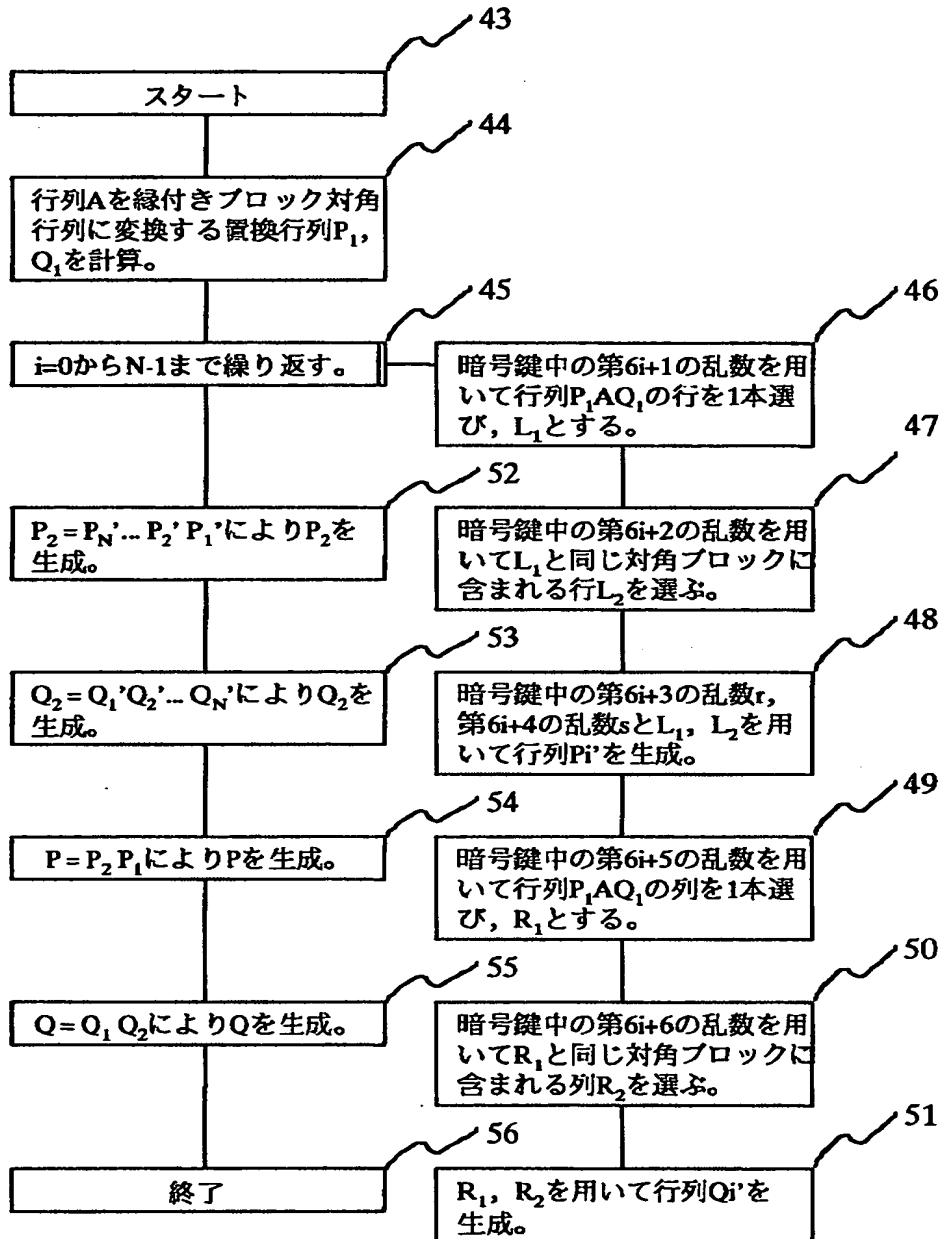 43
スタート
44
行列Aを縁付きブロック対角
行列に変換する置換行列P₁,
Q₁を計算。
45
i=0からN-1まで繰り返す。
46
暗号鍵中の第6i+1の乱数を用
いて行列P₁AQ₁の行を1本選
び，L₁とする。
47
暗号鍵中の第6i+2の乱数を用
いてL₁と同じ対角ブロックに
含まれる行L₂を選ぶ。
48
暗号鍵中の第6i+3の乱数r,
第6i+4の乱数sとL₁，L₂を用
いて行列Pi'を生成。
49
暗号鍵中の第6i+5の乱数を用
いて行列P₁AQ₁の列を1本選
び，R₁とする。
50
暗号鍵中の第6i+6の乱数を用
いてR₁と同じ対角ブロックに
含まれる列R₂を選ぶ。
51
R₁，R₂を用いて行列Qi'を
生成。
52
P₂=P_N'...P₂'P₁'によりP₂を
生成。
53
Q₂=Q₁'Q₂'...Q_N'によりQ₂を
生成。
54
P=P₂P₁によりPを生成。
55
Q=Q₁Q₂によりQを生成。
56
終了